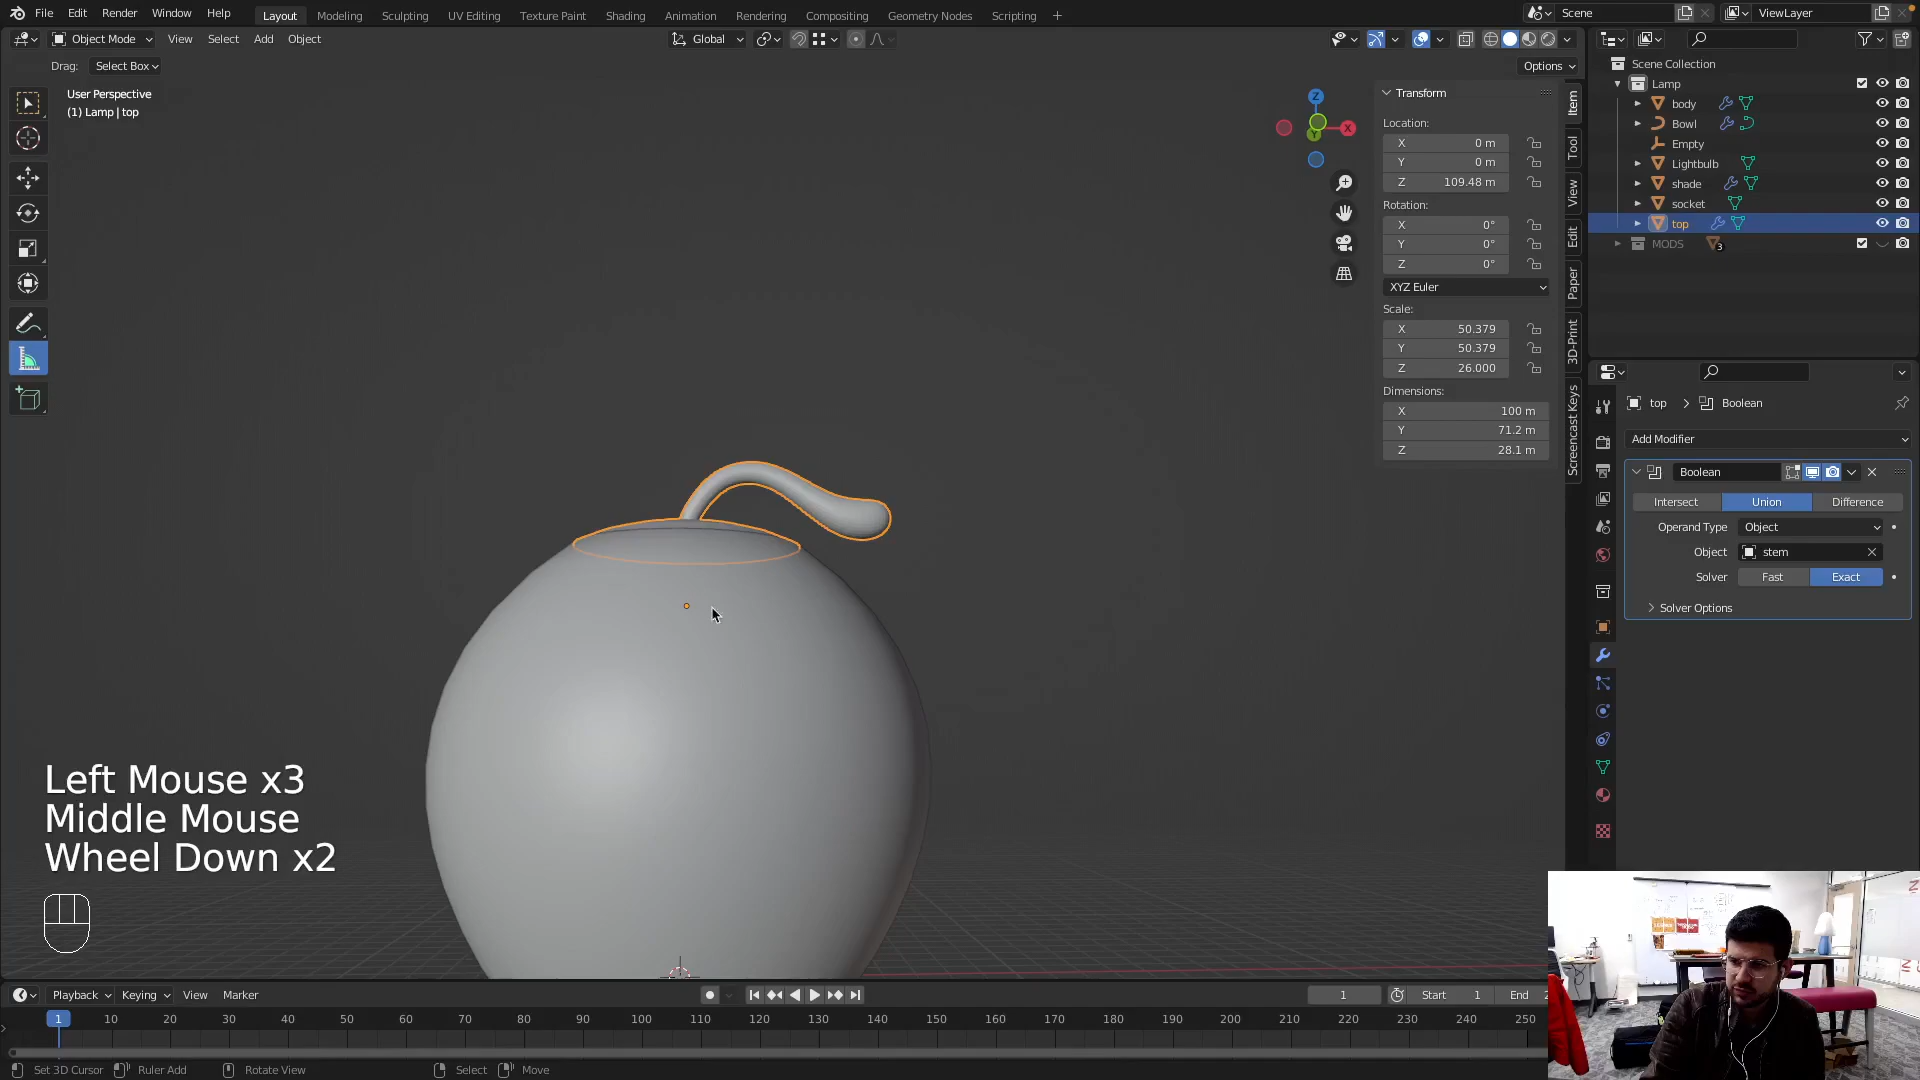 File Edit Render Window Help Layout Modeling Sculpting UV Editing Texture Paint Shading Animation Rendering Compositing Geometry Nodes Scripting + Scene ViewLayer
Object Mode View Select Add Object Global
Drag: Select Box Options
User Perspective
(1) Lamp | top
Transform
Location:
X 0 m
Y 0 m
Z 109.48 m
Rotation:
X 0°
Y 0°
Z 0°
XYZ Euler
Scale:
X 50.379
Y 50.379
Z 26.000
Dimensions:
X 100 m
Y 71.2 m
Z 28.1 m
Item
Tool
View
Edit
Paper
3D-Print
Screencast Keys
Z
X
Y
Scene Collection
Lamp
body
Bowl
Empty
Lightbulb
shade
socket
top
MODS 3
top > Boolean
Add Modifier
Boolean
Intersect Union Difference
Operand Type Object
Object stem
Solver Fast Exact
Solver Options
Left Mouse x3
Middle Mouse
Wheel Down x2
Playback Keying View Marker 1 Start 1 End 2
1 10 20 30 40 50 60 70 80 90 100 110 120 130 140 150 160 170 180 190 200 210 220 230 240 250
Set 3D Cursor Ruler Add Rotate View Select Move